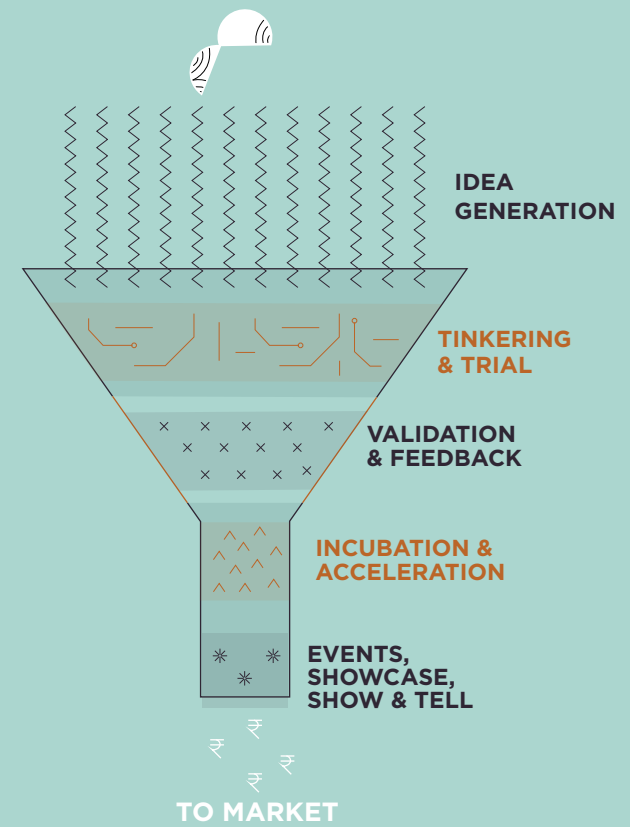 IDEA
GENERATION
TINKERING
& TRIAL
VALIDATION
& FEEDBACK
INCUBATION &
ACCELERATION
EVENTS,
SHOWCASE,
SHOW & TELL
₹
₹
₹
₹
TO MARKET